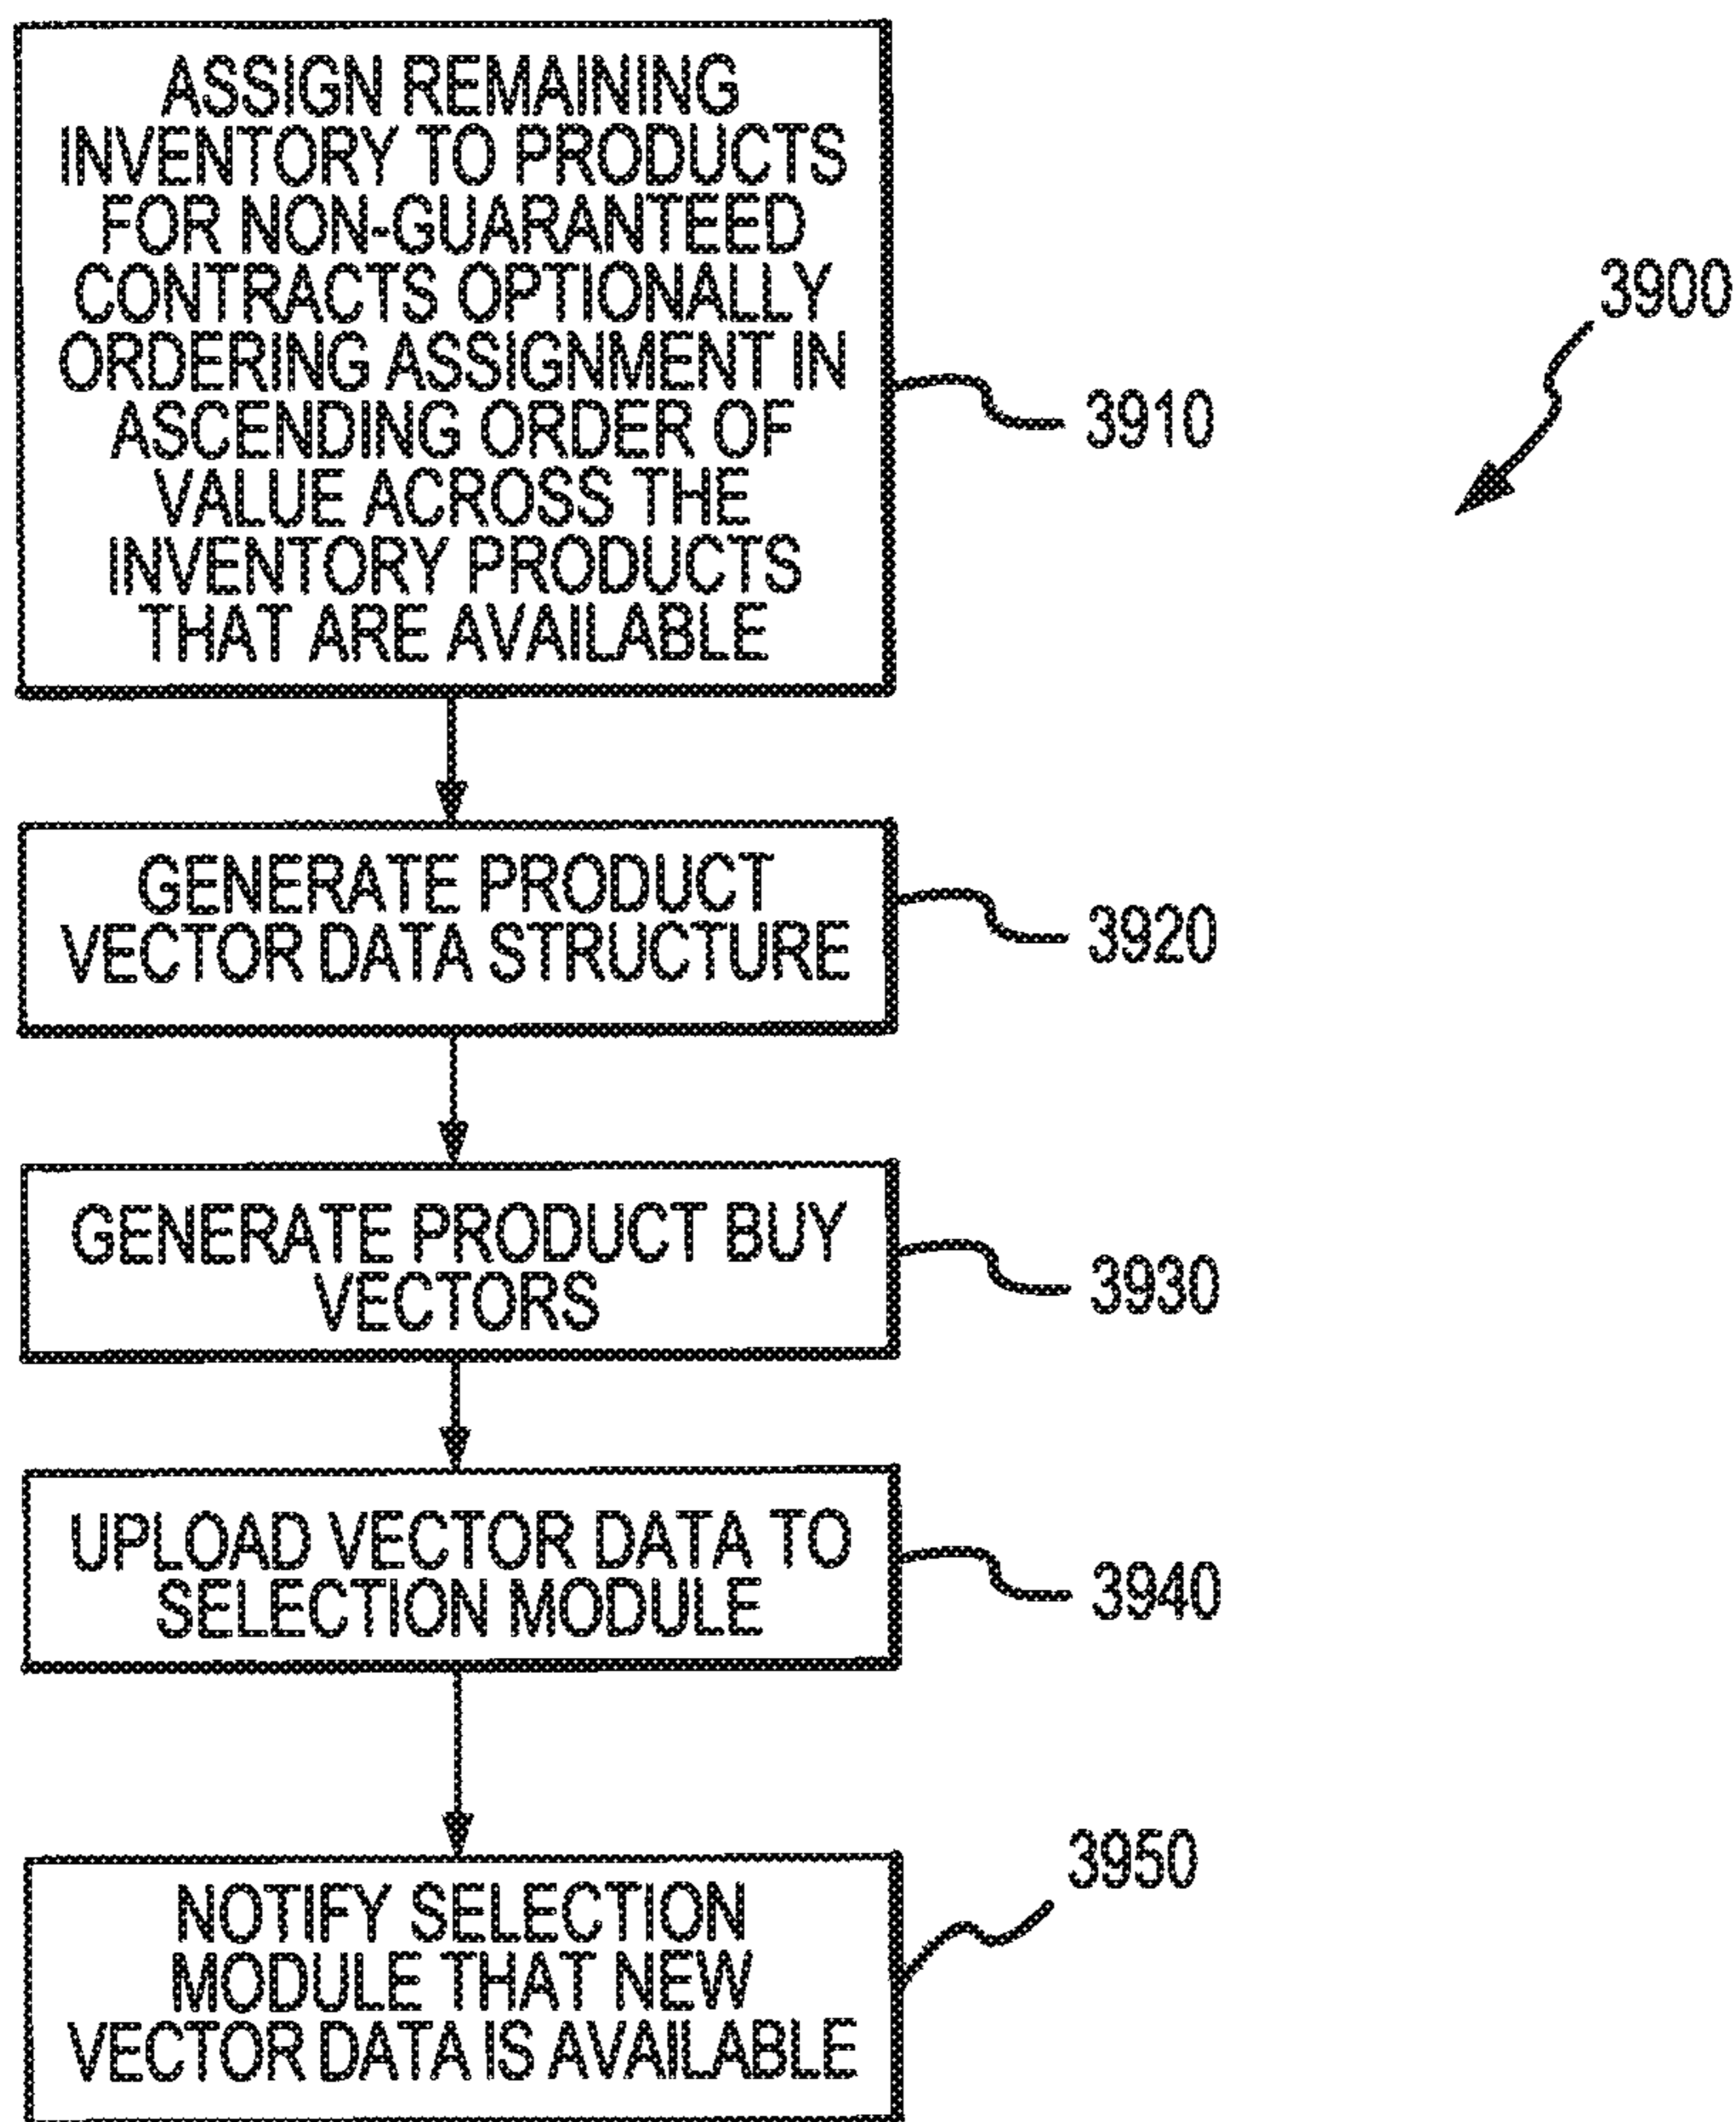 ASSIGN REMAINING
INVENTORY TO PRODUCTS
FOR NON-GUARANTEED
CONTRACTS OPTIONALLY
ORDERING ASSIGNMENT IN
ASCENDING ORDER OF
VALUE ACROSS THE
INVENTORY PRODUCTS
THAT ARE AVAILABLE
3910
3900
GENERATE PRODUCT
VECTOR DATA STRUCTURE
3920
GENERATE PRODUCT BUY
VECTORS
3930
UPLOAD VECTOR DATA TO
SELECTION MODULE
3940
NOTIFY SELECTION
MODULE THAT NEW
VECTOR DATA IS AVAILABLE
3950